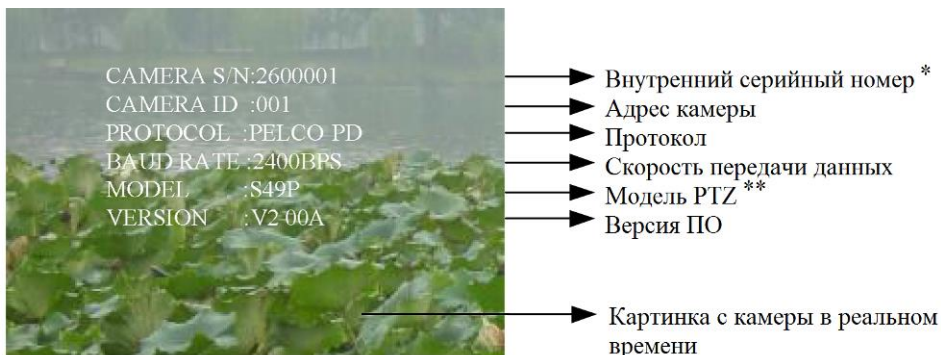 CAMERA S/N:2600001
CAMERA ID :001
PROTOCOL :PELCO PD
BAUD RATE :2400BPS
MODEL :S49P
VERSION :V2 00A
Внутренний серийный номер *
Адрес камеры
Протокол
Скорость передачи данных
Модель PTZ **
Версия ПО
Картинка с камеры в реальном
времени